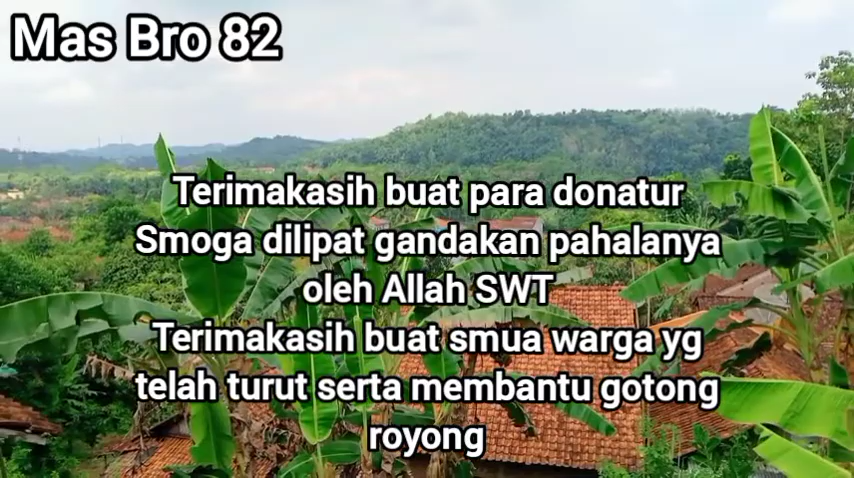 Mas Bro 82
Terimakasih buat para donatur
Smoga dilipat gandakan pahalanya
oleh Allah SWT
Terimakasih buat smua warga yg
telah turut serta membantu gotong
royong